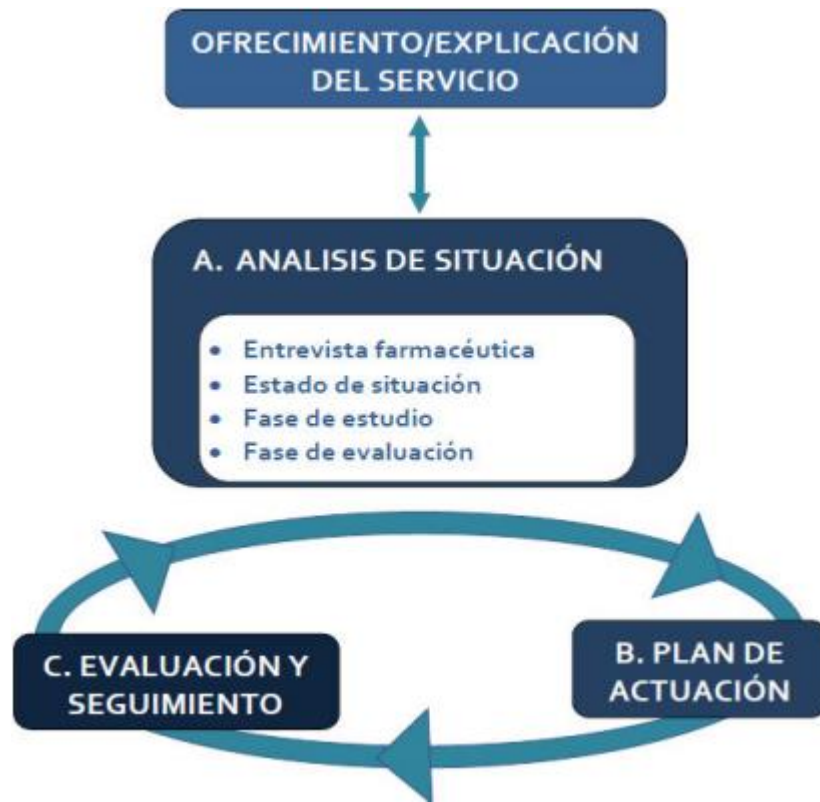 OFRECIMIENTO/EXPLICACIÓN
DEL SERVICIO
A. ANALISIS DE SITUACIÓN
• Entrevista farmacéutica
• Estado de situación
• Fase de estudio
• Fase de evaluación
C. EVALUACIÓN Y
SEGUIMIENTO
B. PLAN DE
ACTUACIÓN